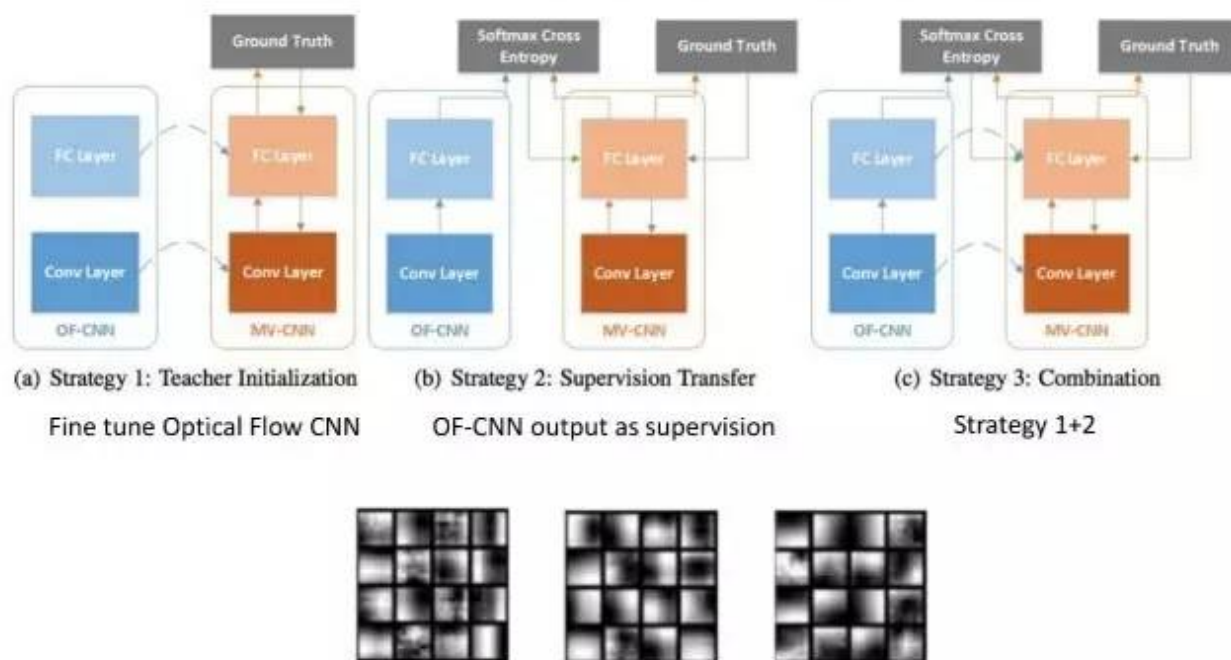 Ground Truth
FC Layer
FC Layer
Conv Layer
Conv Layer
OF-CNN
MV-CNN
(a) Strategy 1: Teacher Initialization
Fine tune Optical Flow CNN
Softmax Cross
Entropy
Ground Truth
FC Layer
FC Layer
Conv Layer
Conv Layer
OF-CNN
MV-CNN
(b) Strategy 2: Supervision Transfer
OF-CNN output as supervision
Softmax Cross
Entropy
Ground Truth
FC Layer
FC Layer
Conv Layer
Conv Layer
OF-CNN
MV-CNN
(c) Strategy 3: Combination
Strategy 1+2